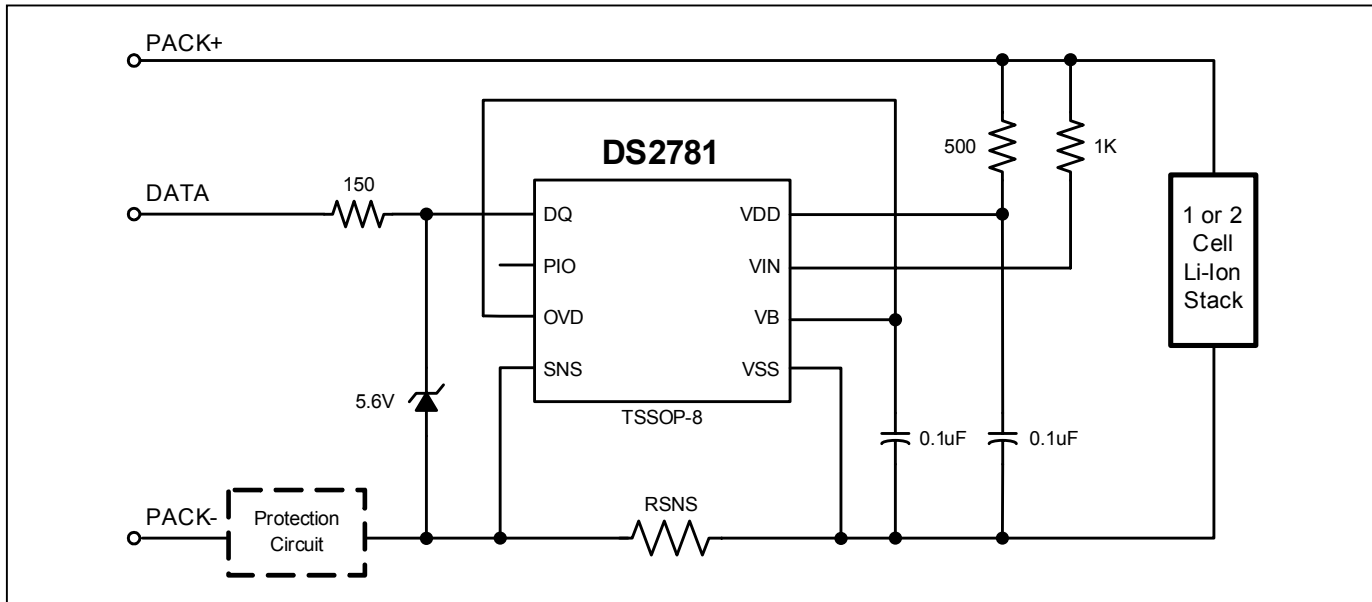 PACK+
500
1K
DS2781
DATA
150
DQ
VDD
PIO
VIN
OVD
VB
SNS
VSS
1 or 2
Cell
Li-Ion
Stack
5.6V
TSSOP-8
0.1uF
0.1uF
PACK-
Protection
Circuit
RSNS